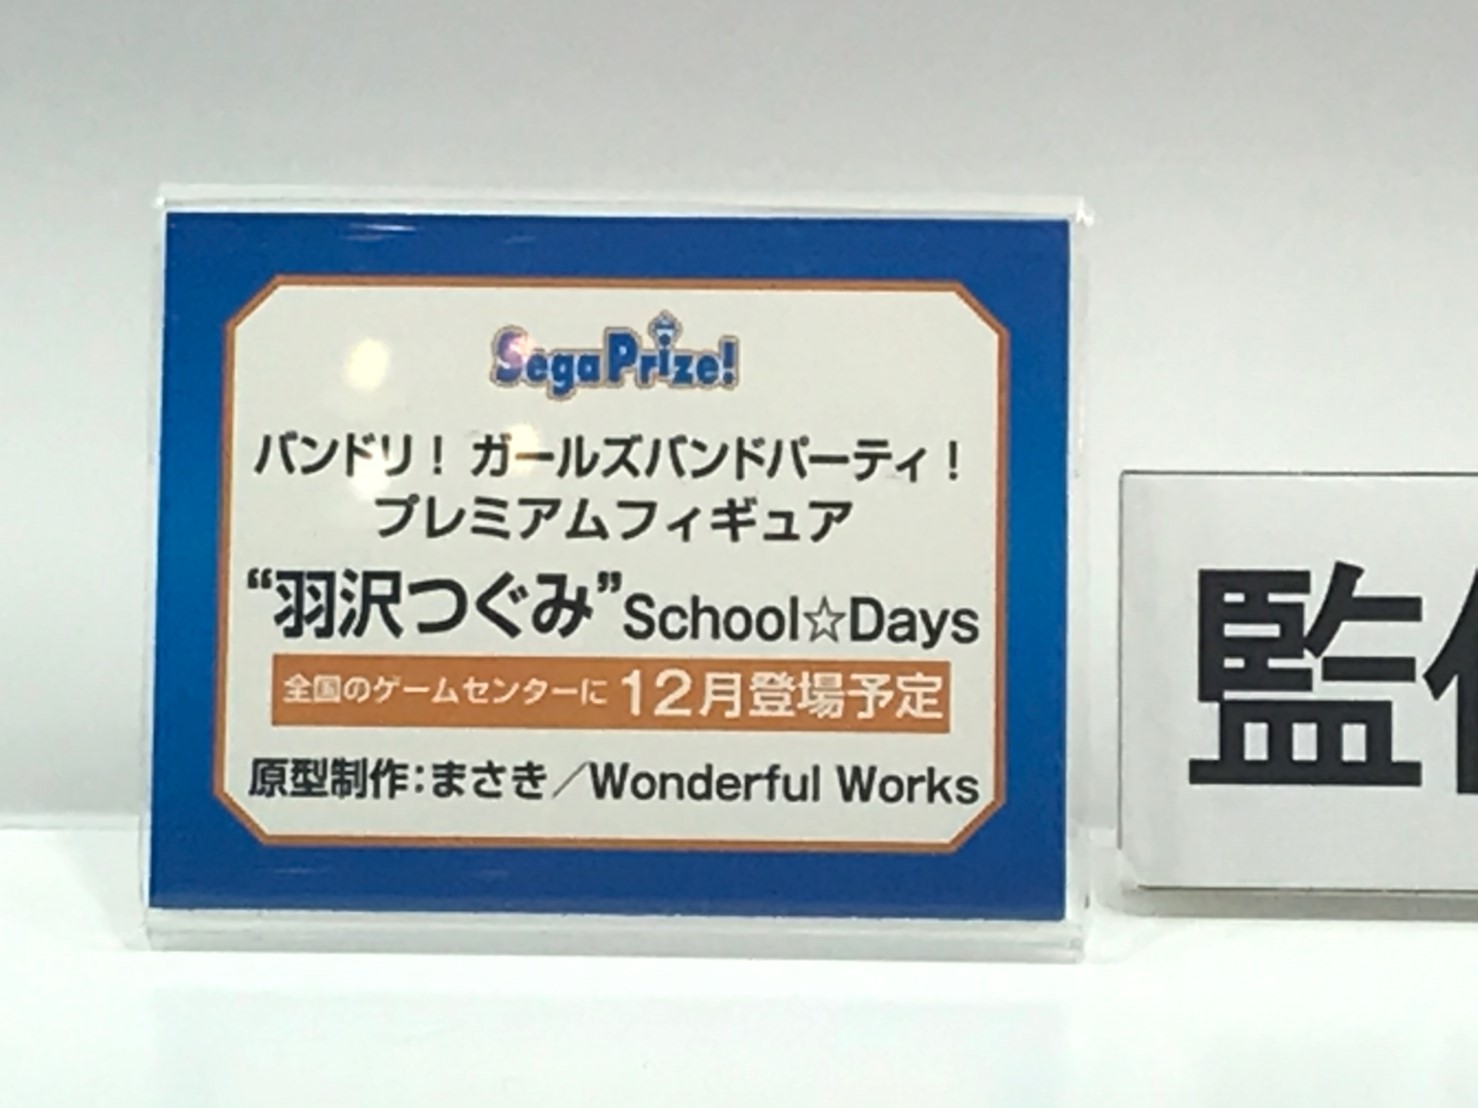 Sega Prize!
バンドリ！ ガールズバンドパーティ！
プレミアムフィギュア
“羽沢つぐみ”School☆Days
全国のゲームセンターに 12月登場予定
原型制作：まさき／Wonderful Works
監